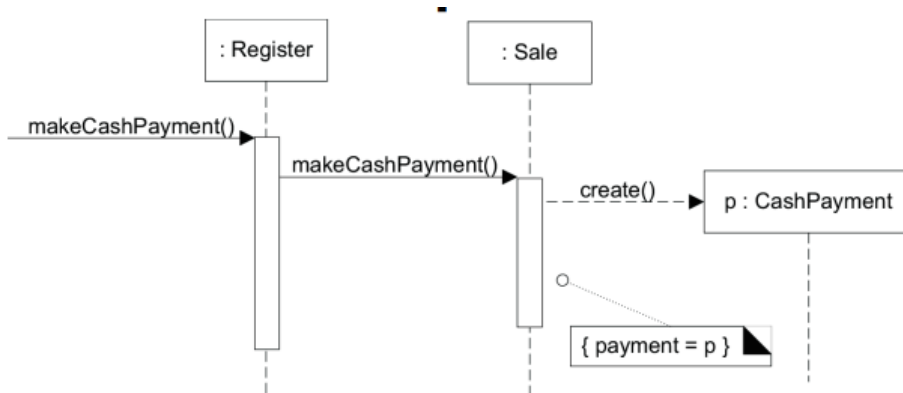 : Register
: Sale
makeCashPayment()
makeCashPayment()
create()
p : CashPayment
{ payment = p }